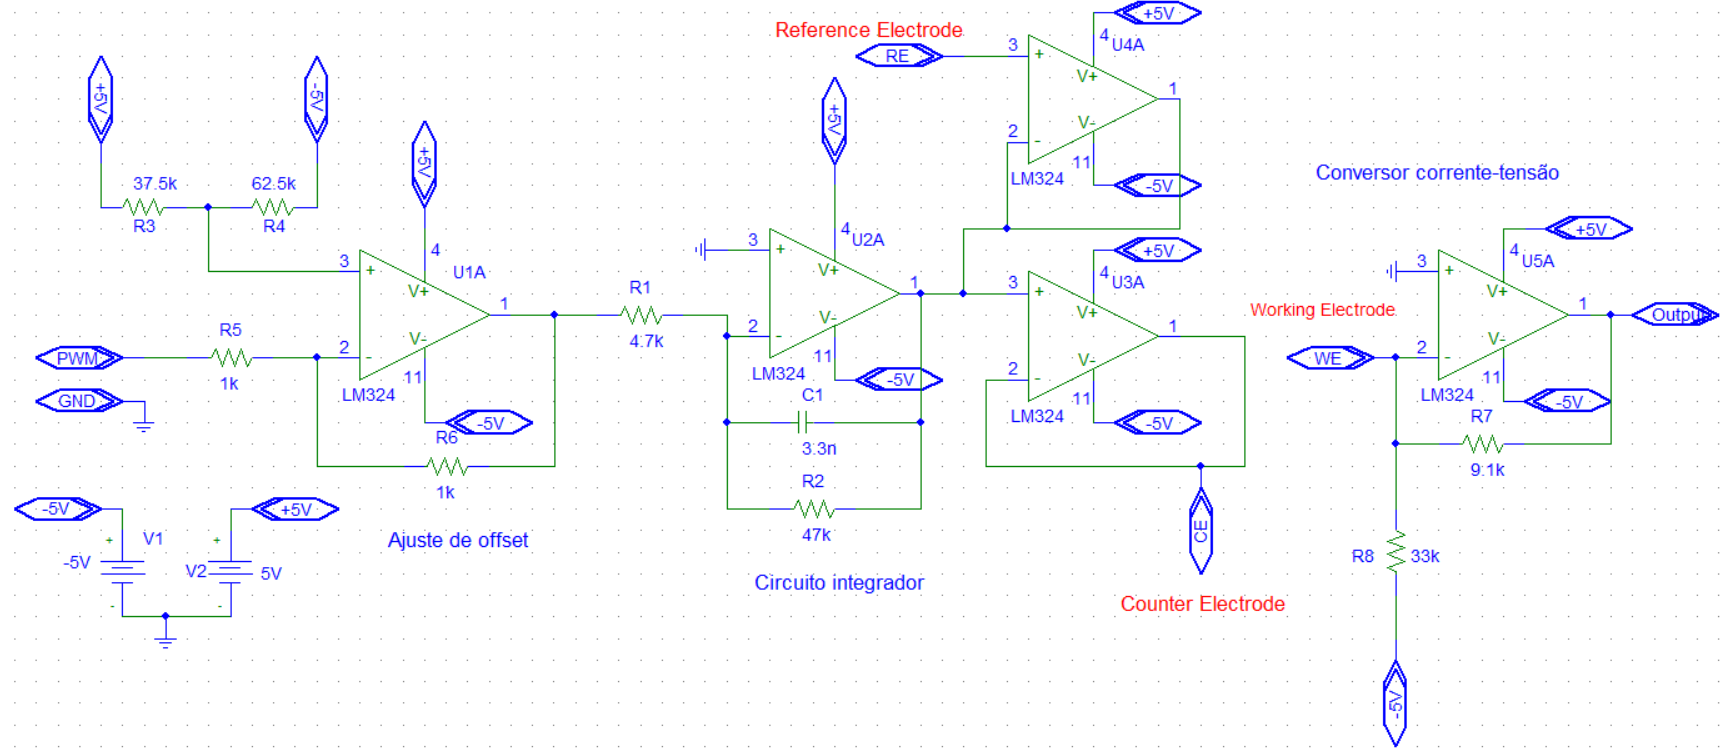 Reference Electrode
+5V
4
U4A
3
+
RE
V+
1
2
-
V-
11
LM324
-5V
+5V
-5V
37.5k
R3
62.5k
R4
+5V
4
U1A
3
+
V+
1
R5
PWM
1k
2
-
V-
11
LM324
GND
R6
-5V
1k
Ajuste de offset
-5V
+5V
+
V1
-5V
-
+
V2
5V
-
+5V
4
U2A
3
+
V+
1
R1
4.7k
2
-
V-
11
LM324
-5V
C1
3.3n
R2
47k
Circuito integrador
+5V
4
U3A
3
+
V+
1
2
-
V-
11
LM324
-5V
CE
Counter Electrode
Conversor corrente-tensão
+5V
4
U5A
3
+
V+
1
Output
Working Electrode
WE
2
-
V-
11
LM324
-5V
R7
9.1k
R8
33k
-5V